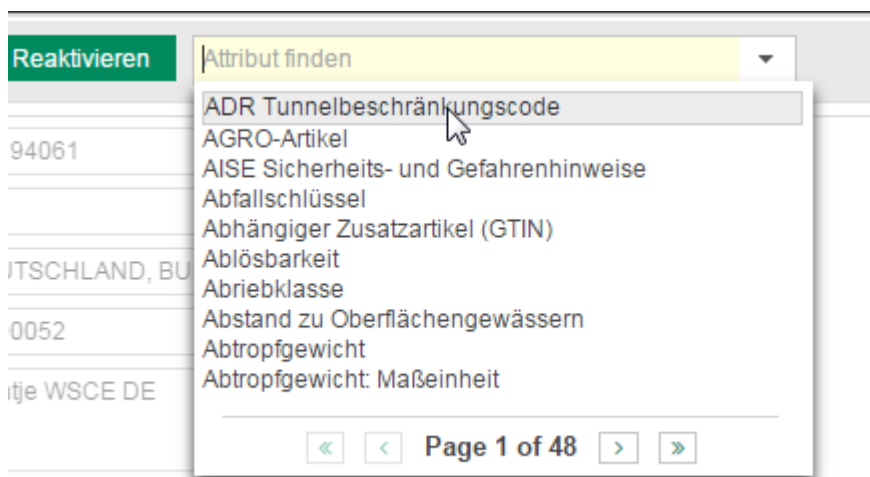 Reaktivieren
Attribut finden
ADR Tunnelbeschränkungscode
AGRO-Artikel
94061
AISE Sicherheits- und Gefahrenhinweise
Abfallschlüssel
Abhängiger Zusatzartikel (GTIN)
Ablösbarkeit
UTSCHLAND, BU
Abriebklasse
Abstand zu Oberflächengewässern
0052
Abtropfgewicht
Abtropfgewicht: Maßeinheit
tje WSCE DE
« ‹ Page 1 of 48 › »